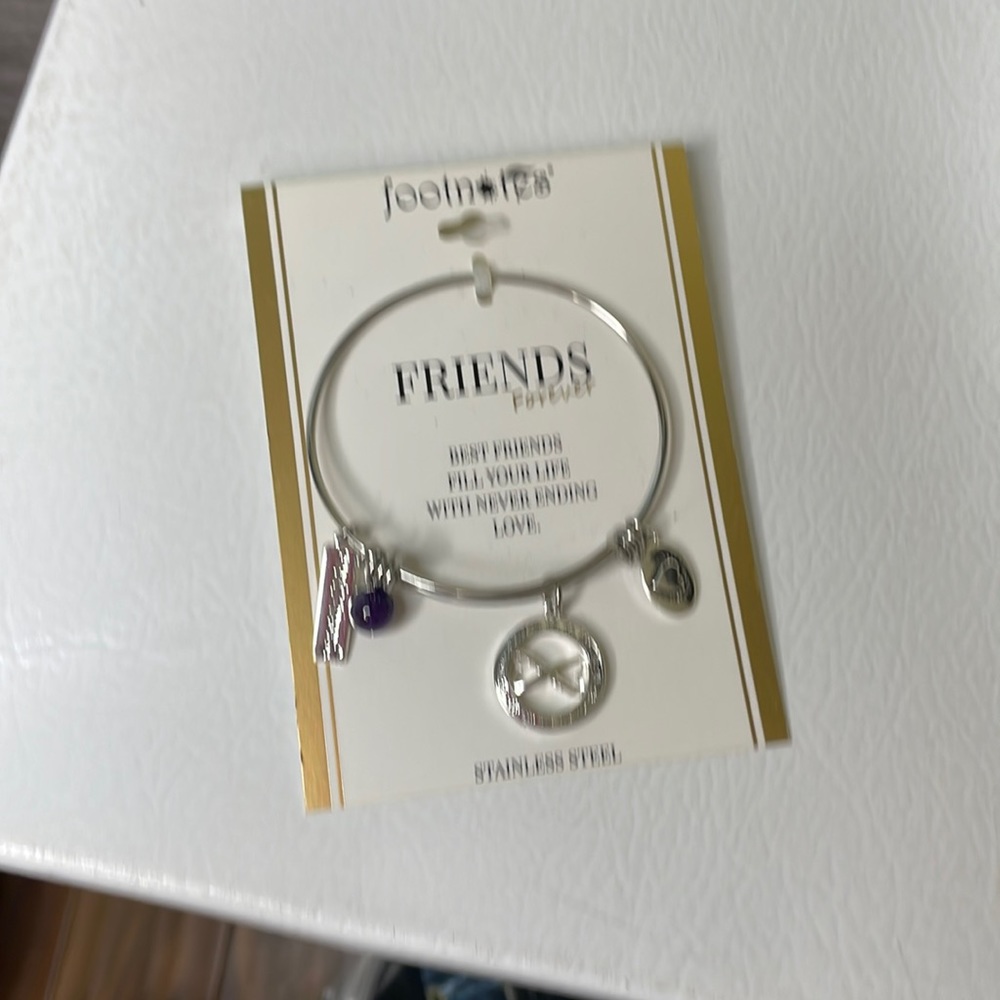 footnotes
FRIENDS
Forever
BEST FRIENDS
FILL YOUR LIFE
WITH NEVER ENDING
LOVE.
STAINLESS STEEL